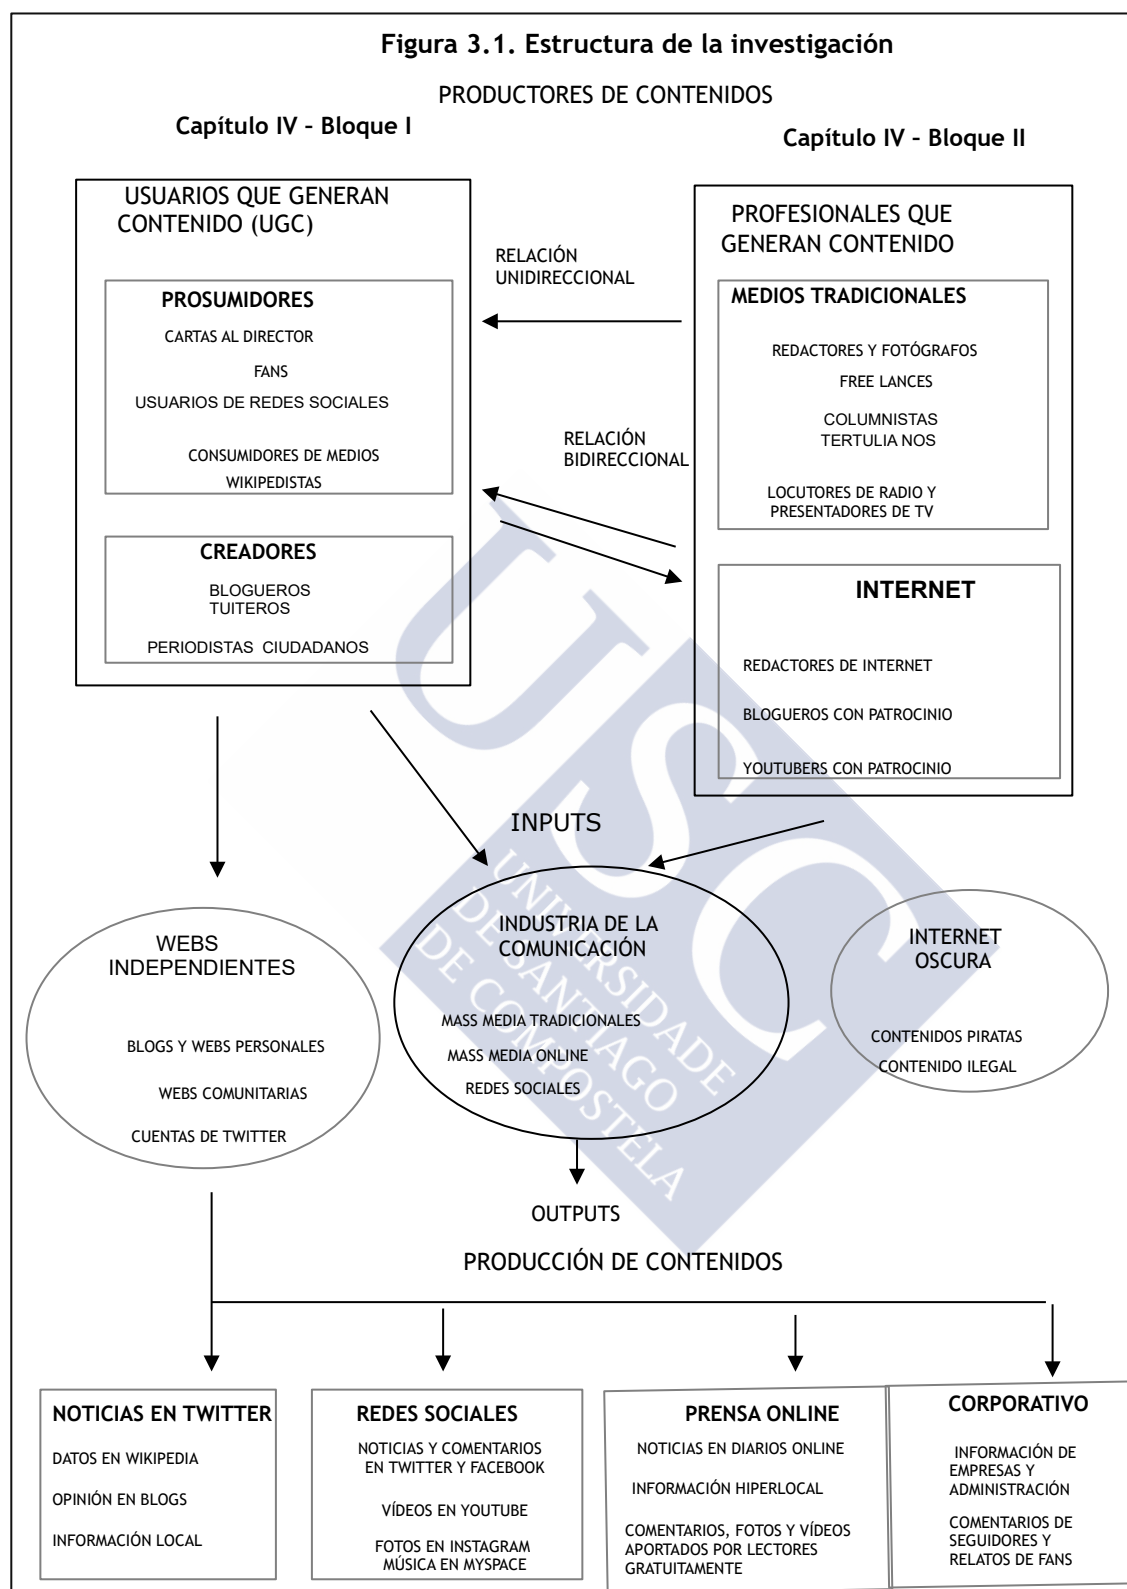 Figura 3.1. Estructura de la investigación
PRODUCTORES DE CONTENIDOS
Capítulo IV – Bloque I
Capítulo IV – Bloque II
USUARIOS QUE GENERAN
CONTENIDO (UGC)
PROSUMIDORES
CARTAS AL DIRECTOR
FANS
USUARIOS DE REDES SOCIALES
CONSUMIDORES DE MEDIOS
WIKIPEDISTAS
CREADORES
BLOGUEROS
TUITEROS
PERIODISTAS CIUDADANOS
RELACIÓN
UNIDIRECCIONAL
RELACIÓN
BIDIRECCIONAL
PROFESIONALES QUE
GENERAN CONTENIDO
MEDIOS TRADICIONALES
REDACTORES Y FOTÓGRAFOS
FREE LANCES
COLUMNISTAS
TERTULIA NOS
LOCUTORES DE RADIO Y
PRESENTADORES DE TV
INTERNET
REDACTORES DE INTERNET
BLOGUEROS CON PATROCINIO
YOUTUBERS CON PATROCINIO
INPUTS
WEBS
INDEPENDIENTES
BLOGS Y WEBS PERSONALES
WEBS COMUNITARIAS
CUENTAS DE TWITTER
INDUSTRIA DE LA
COMUNICACIÓN
MASS MEDIA TRADICIONALES
MASS MEDIA ONLINE
REDES SOCIALES
INTERNET
OSCURA
CONTENIDOS PIRATAS
CONTENIDO ILEGAL
USC
UNIVERSIDADE
DE SANTIAGO
DE COMPOSTELA
OUTPUTS
PRODUCCIÓN DE CONTENIDOS
NOTICIAS EN TWITTER
DATOS EN WIKIPEDIA
OPINIÓN EN BLOGS
INFORMACIÓN LOCAL
REDES SOCIALES
NOTICIAS Y COMENTARIOS
EN TWITTER Y FACEBOOK
VÍDEOS EN YOUTUBE
FOTOS EN INSTAGRAM
MÚSICA EN MYSPACE
PRENSA ONLINE
NOTICIAS EN DIARIOS ONLINE
INFORMACIÓN HIPERLOCAL
COMENTARIOS, FOTOS Y VÍDEOS
APORTADOS POR LECTORES
GRATUITAMENTE
CORPORATIVO
INFORMACIÓN DE
EMPRESAS Y
ADMINISTRACIÓN
COMENTARIOS DE
SEGUIDORES Y
RELATOS DE FANS